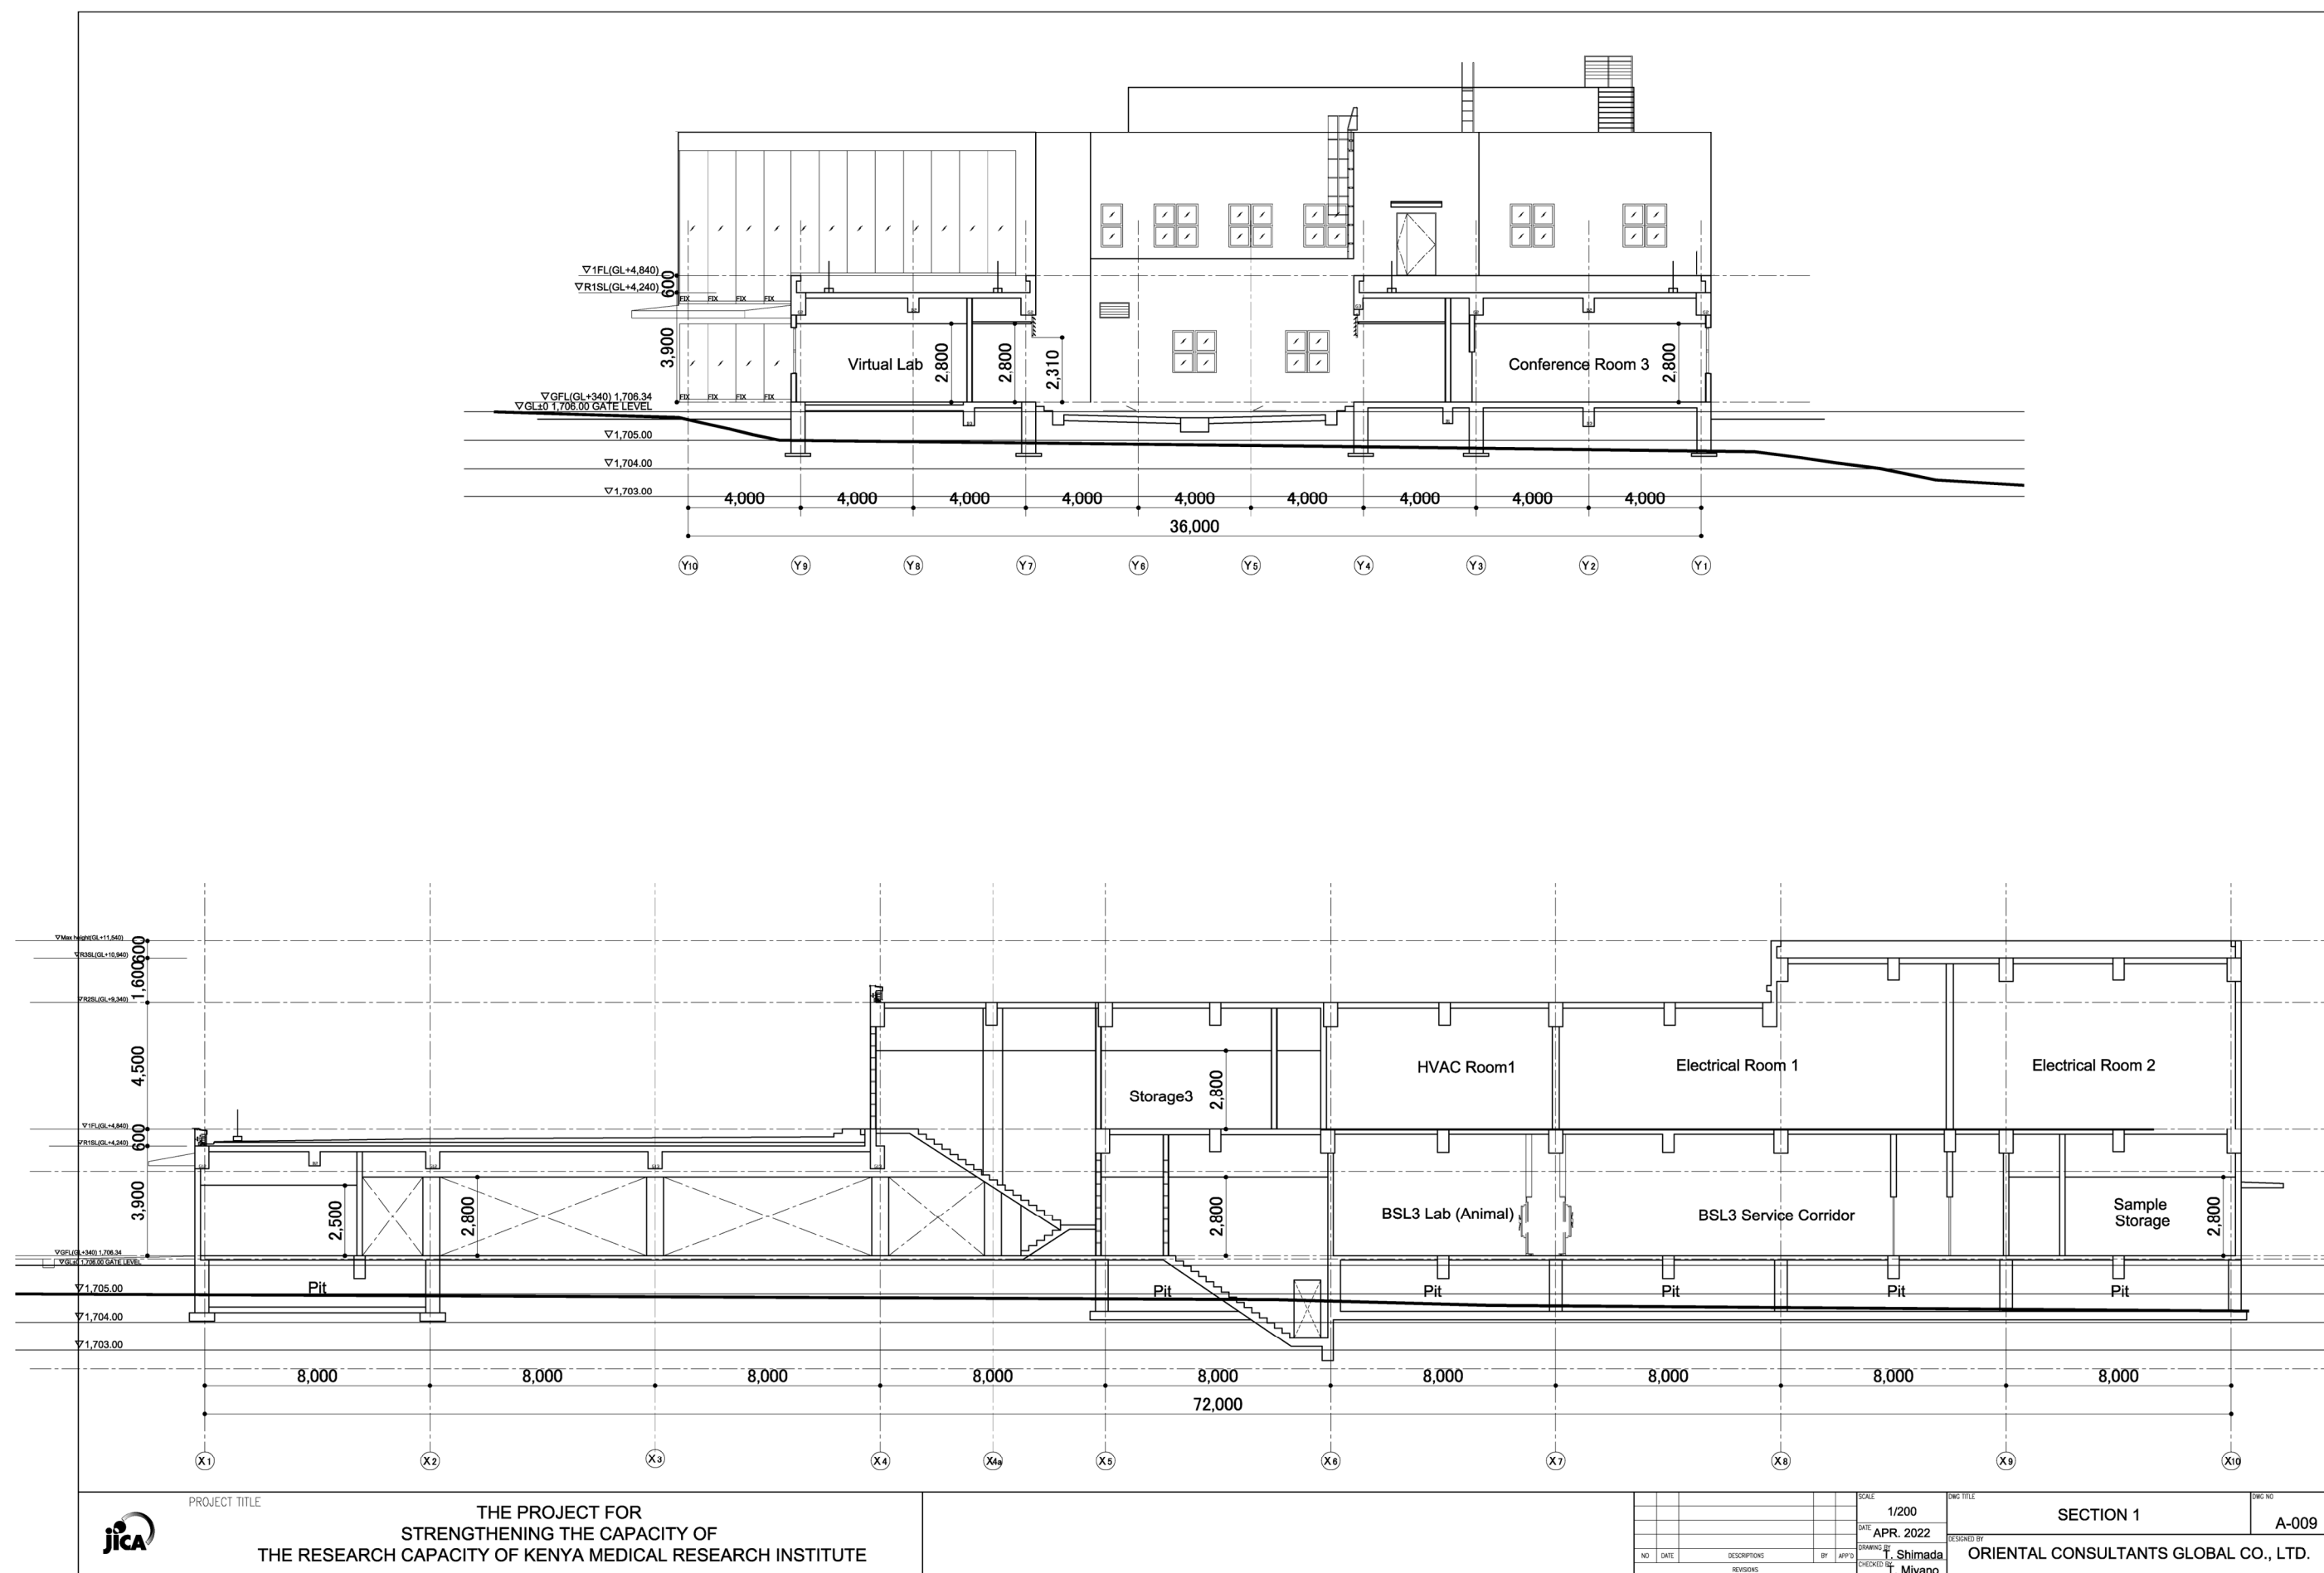 ▽1FL(GL+4,840)
▽R1SL(GL+4,240)
600
3,900
FIX FIX FIX FIX
Virtual Lab
2,800
2,800
2,310
Conference Room 3
2,800
▽GFL(GL+340) 1,706.34
▽GL±0 1,706.00 GATE LEVEL
FIX FIX FIX FIX
▽1,705.00
▽1,704.00
▽1,703.00
4,000 4,000 4,000 4,000 4,000 4,000 4,000 4,000 4,000
36,000
Y10 Y9 Y8 Y7 Y6 Y5 Y4 Y3 Y2 Y1
▽Max height(GL+11,540)
600
▽R3SL(GL+10,940)
1,600
▽R2SL(GL+9,340)
4,500
HVAC Room1
Electrical Room 1
Electrical Room 2
Storage3
2,800
▽1FL(GL+4,840)
600
▽R1SL(GL+4,240)
3,900
2,500
2,800
2,800
BSL3 Lab (Animal)
BSL3 Service Corridor
Sample
Storage
2,800
▽GFL(GL+340) 1,706.34
▽GL±0 1,706.00 GATE LEVEL
▽1,705.00
Pit Pit Pit Pit Pit Pit
▽1,704.00
▽1,703.00
8,000 8,000 8,000 8,000 8,000 8,000 8,000 8,000 8,000
72,000
X1 X2 X3 X4 X4a X5 X6 X7 X8 X9 X10
jICA
PROJECT TITLE
THE PROJECT FOR
STRENGTHENING THE CAPACITY OF
THE RESEARCH CAPACITY OF KENYA MEDICAL RESEARCH INSTITUTE
NO DATE DESCRIPTIONS BY APP'D
REVISIONS
SCALE
1/200
DATE
APR. 2022
DRAWING BY
T. Shimada
CHECKED BY
T. Miyano
DWG TITLE
SECTION 1
DWG NO
A-009
DESIGNED BY
ORIENTAL CONSULTANTS GLOBAL CO., LTD.